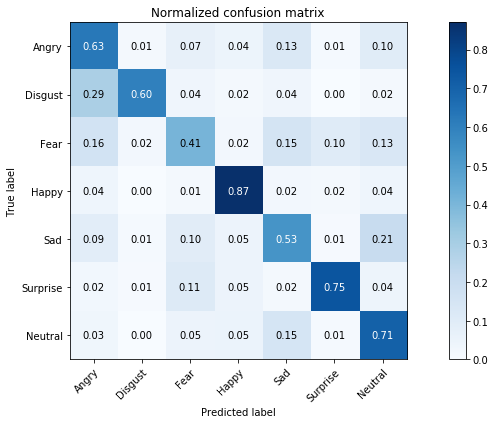 Normalized confusion matrix
True label
Angry 0.63 0.01 0.07 0.04 0.13 0.01 0.10
Disgust 0.29 0.60 0.04 0.02 0.04 0.00 0.02
Fear 0.16 0.02 0.41 0.02 0.15 0.10 0.13
Happy 0.04 0.00 0.01 0.87 0.02 0.02 0.04
Sad 0.09 0.01 0.10 0.05 0.53 0.01 0.21
Surprise 0.02 0.01 0.11 0.05 0.02 0.75 0.04
Neutral 0.03 0.00 0.05 0.05 0.15 0.01 0.71
Angry Disgust Fear Happy Sad Surprise Neutral
Predicted label
0.8
0.7
0.6
0.5
0.4
0.3
0.2
0.1
0.0